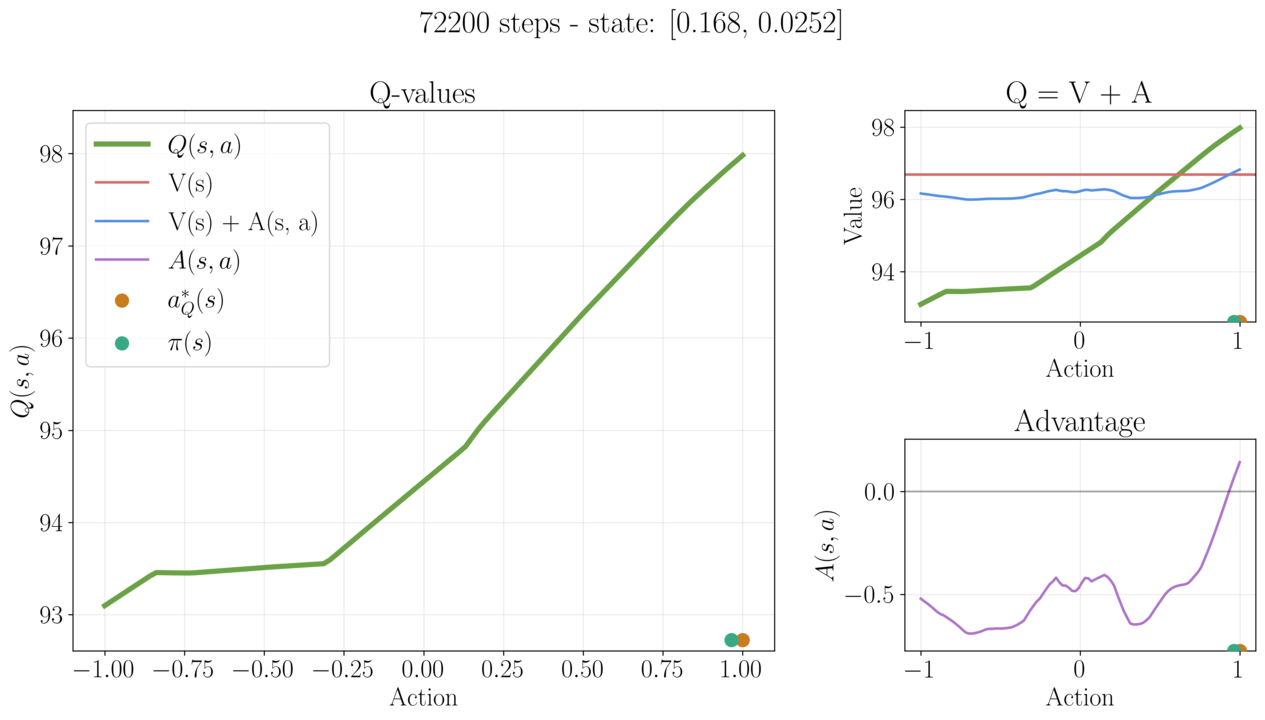 72200 steps - state: [0.168, 0.0252]
Q-values
Q(s, a)
V(s)
V(s) + A(s, a)
A(s, a)
a*_Q(s)
π(s)
98
97
96
95
94
93
Q(s, a)
−1.00 −0.75 −0.50 −0.25 0.00 0.25 0.50 0.75 1.00
Action
Q = V + A
98
96
94
Value
−1 0 1
Action
Advantage
0.0
−0.5
A(s, a)
−1 0 1
Action